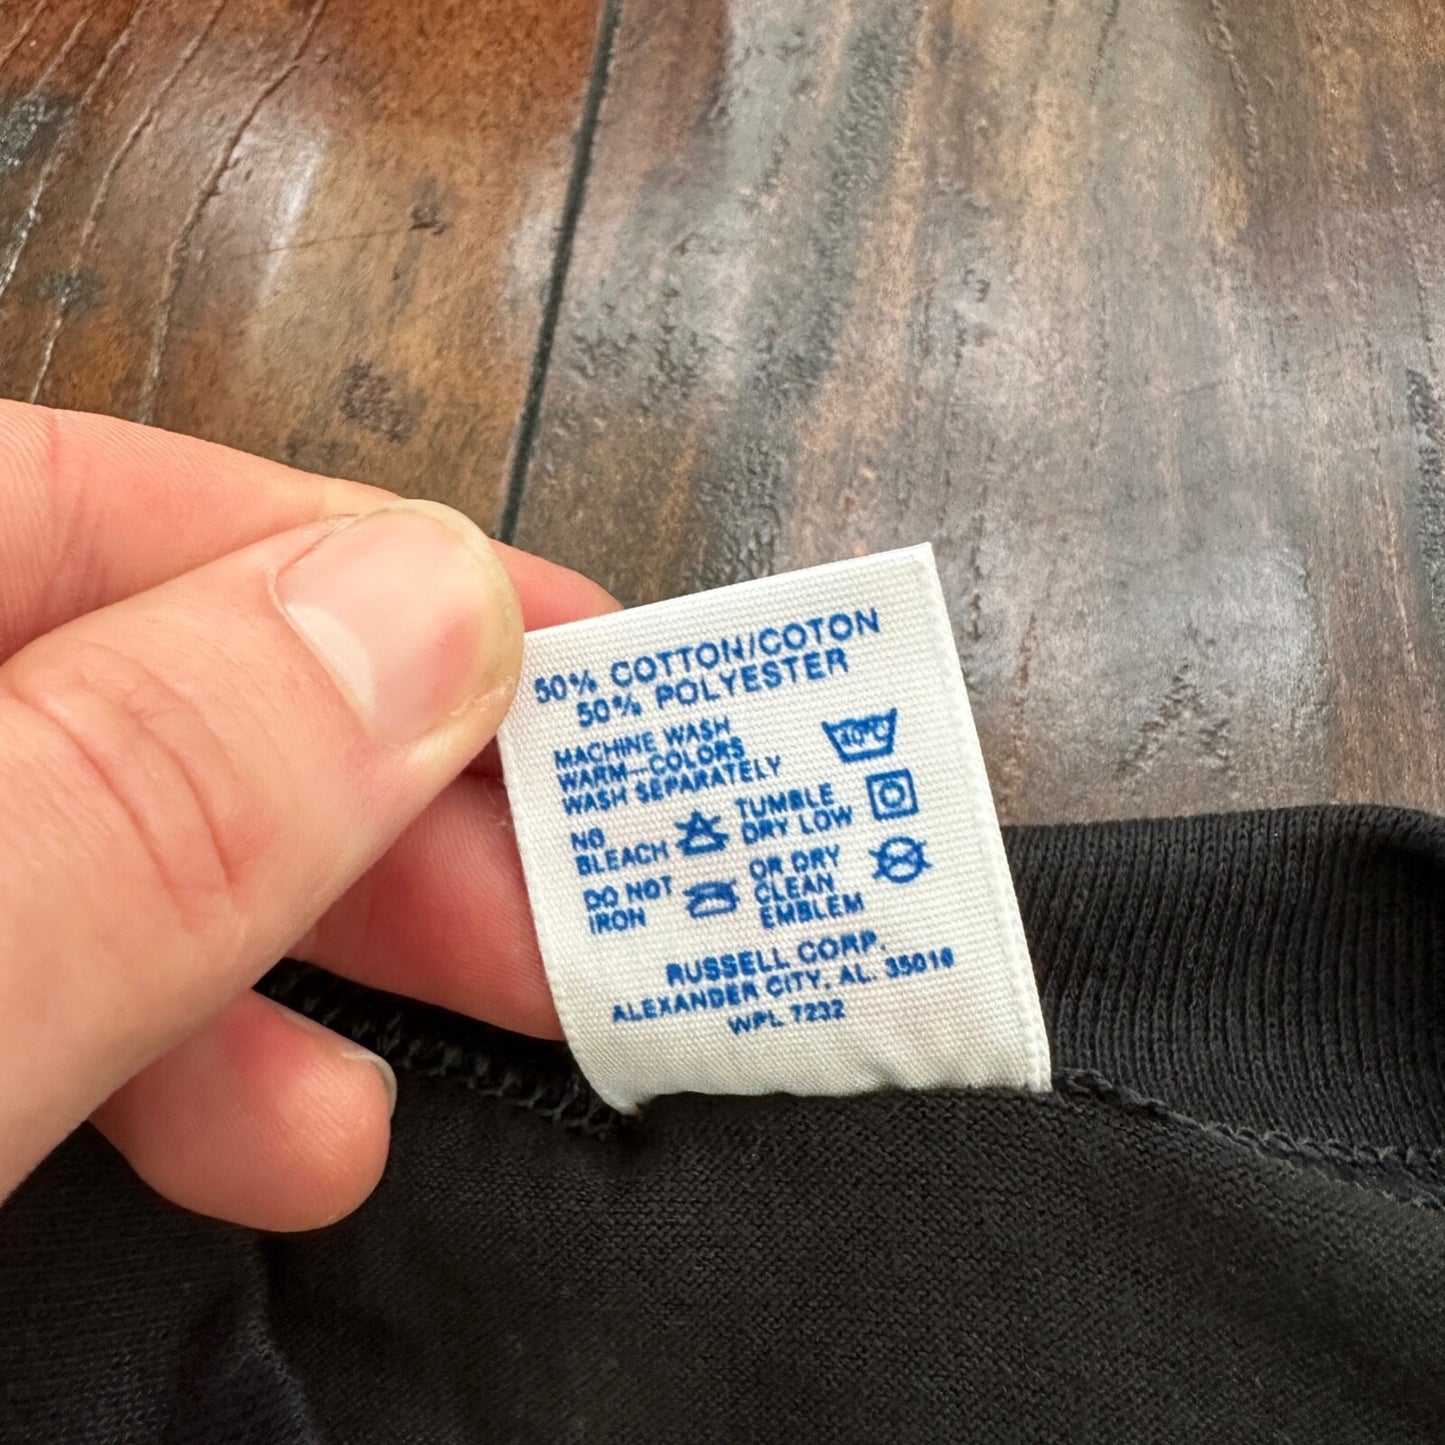 50% COTTON/COTON
50% POLYESTER
MACHINE WASH
WARM—COLORS
WASH SEPARATELY
40°C
NO
BLEACH
TUMBLE
DRY LOW
DO NOT
IRON
OR DRY
CLEAN
EMBLEM
RUSSELL CORP.
ALEXANDER CITY, AL. 35010
WPL 7232